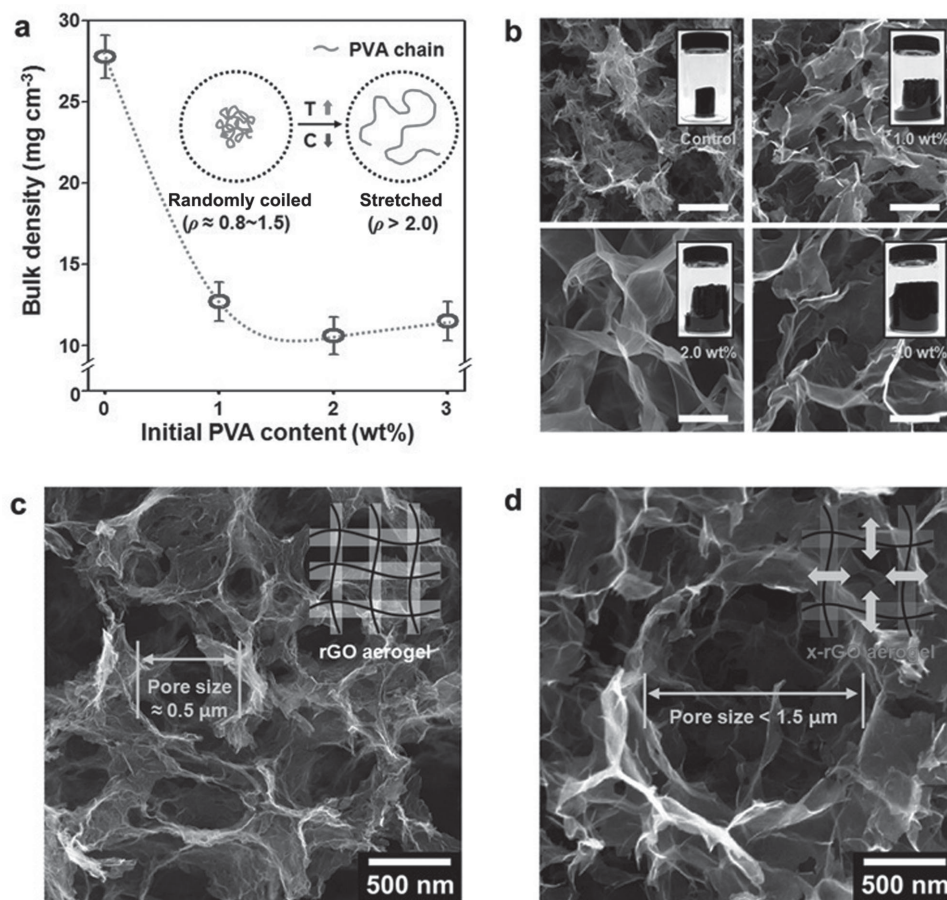 a
30
25
20
15
10
0
Bulk density (mg cm⁻³)
PVA chain
T ↑
C ↓
Randomly coiled
(ρ ≈ 0.8~1.5)
Stretched
(ρ > 2.0)
0 1 2 3
Initial PVA content (wt%)
b
Control
1.0 wt%
2.0 wt%
3.0 wt%
c
rGO aerogel
Pore size
≈ 0.5 μm
500 nm
d
x-rGO aerogel
Pore size < 1.5 μm
500 nm